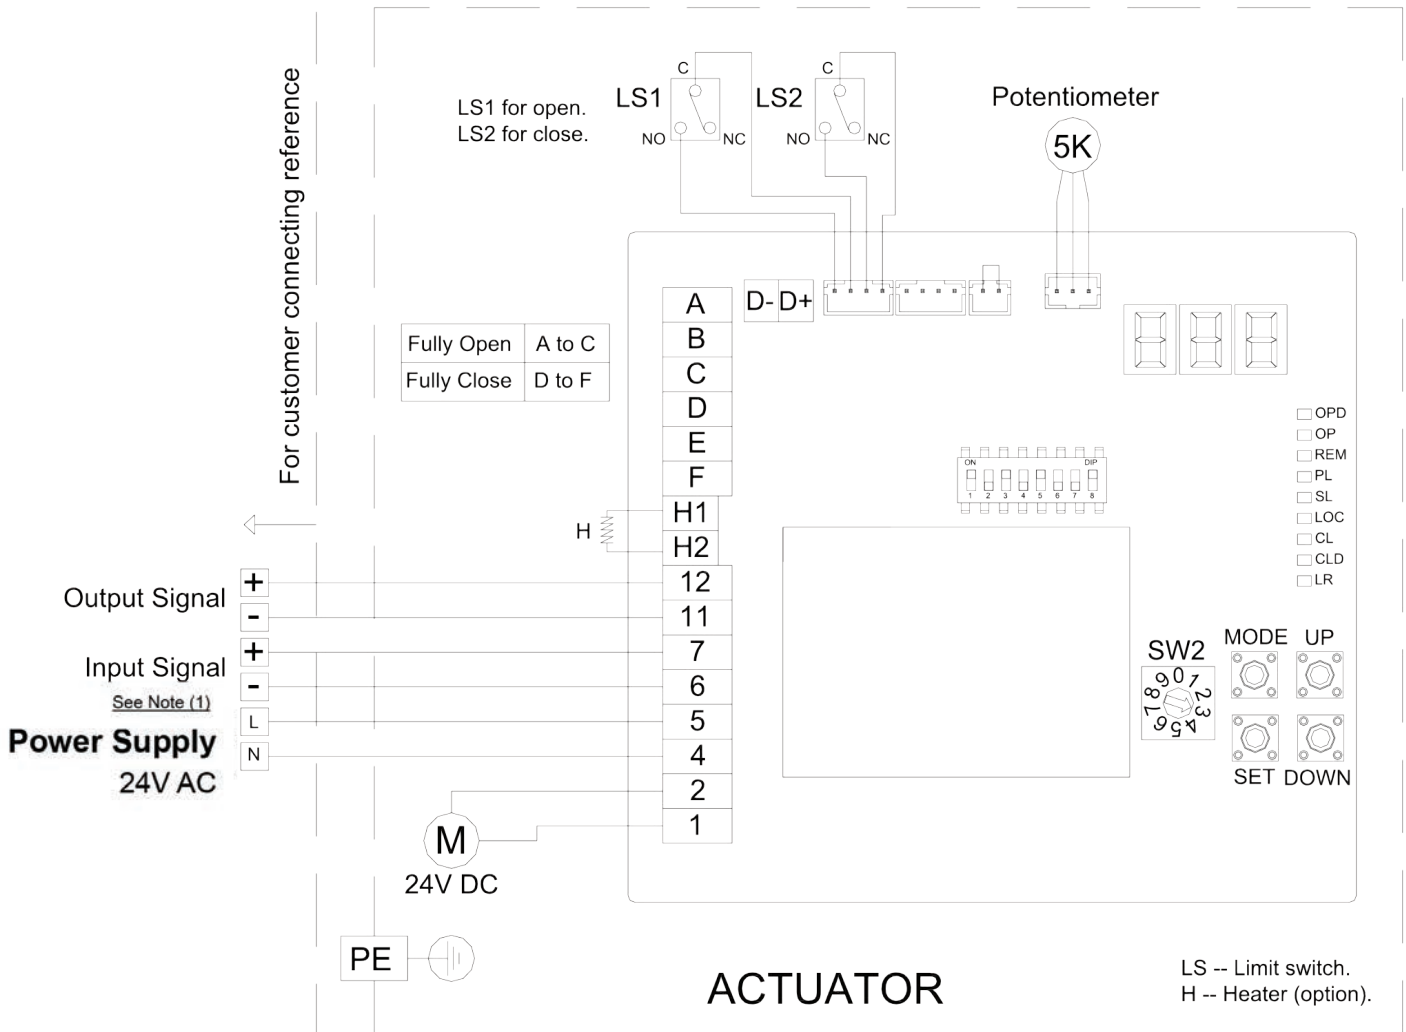 For customer connecting reference
LS1 for open.
LS2 for close.
LS1
C
NO
NC
LS2
C
NO
NC
Potentiometer
5K
Fully Open A to C
Fully Close D to F
D- D+
A
B
C
D
E
F
H1
H2
12
11
7
6
5
4
2
1
H
Output Signal
+
-
Input Signal
+
-
See Note (1)
Power Supply
24V AC
L
N
M
24V DC
PE
ON DIP
1 2 3 4 5 6 7 8
OPD
OP
REM
PL
SL
LOC
CL
CLD
LR
SW2
0 1 2 3 4 5 6 7 8 9
MODE UP
SET DOWN
ACTUATOR
LS -- Limit switch.
H -- Heater (option).